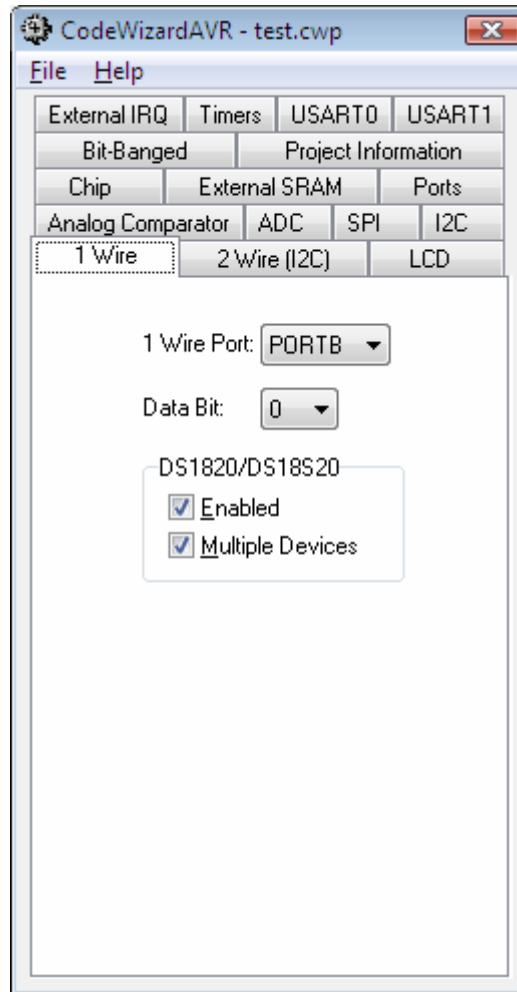 CodeWizardAVR - test.cwp
File Help
External IRQ Timers USART0 USART1
Bit-Banged Project Information
Chip External SRAM Ports
Analog Comparator ADC SPI I2C
1 Wire 2 Wire (I2C) LCD
1 Wire Port: PORTB
Data Bit: 0
DS1820/DS18S20
Enabled
Multiple Devices